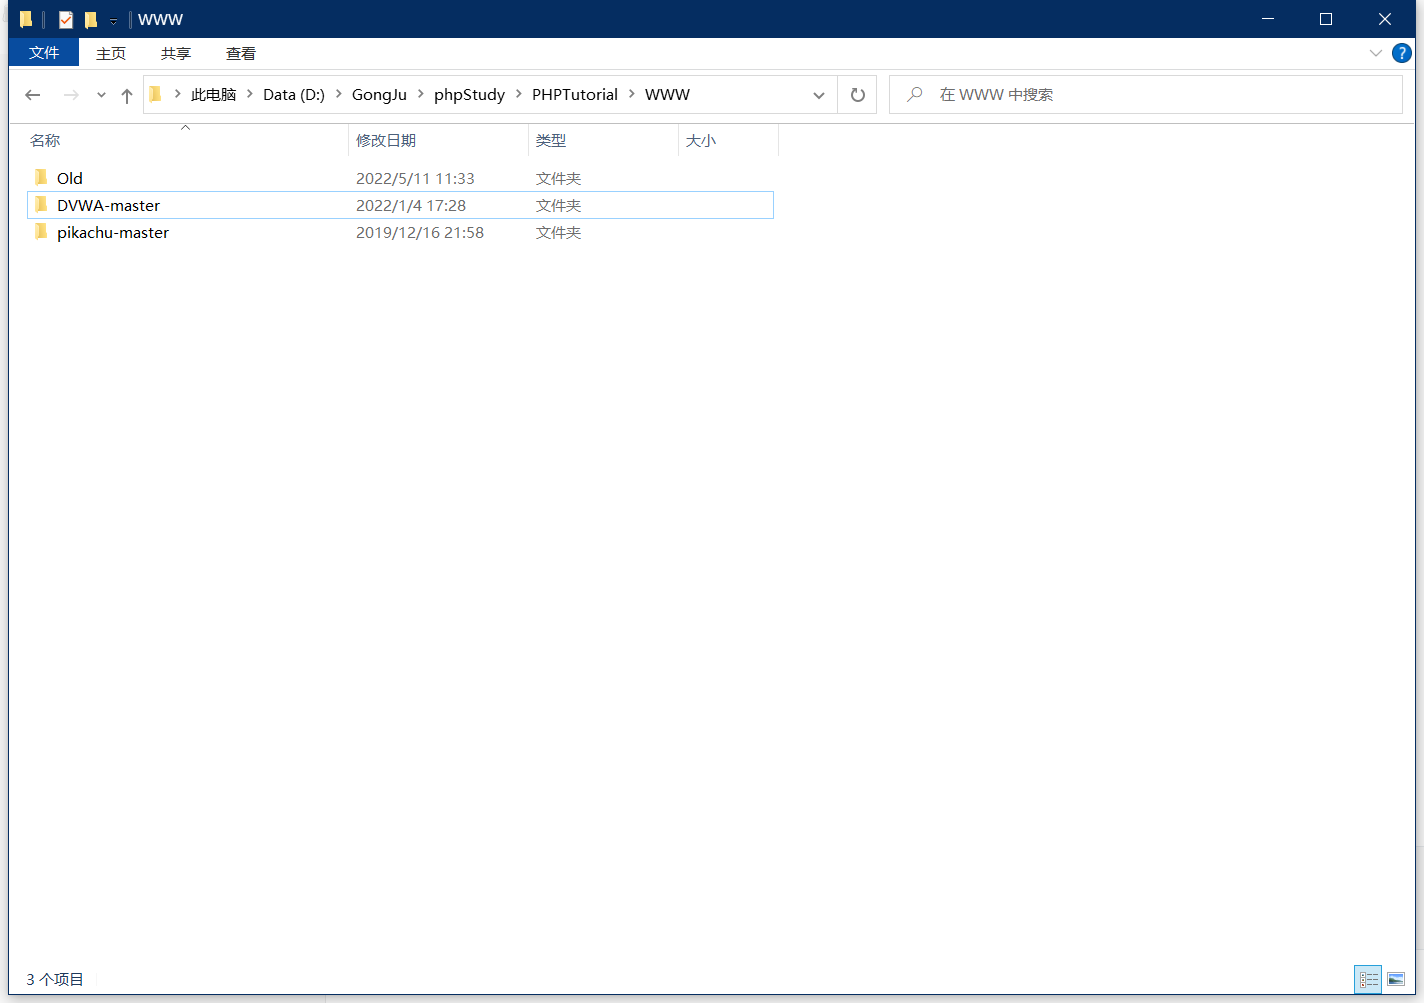 WWW
文件 主页 共享 查看 ?
此电脑 Data (D:) GongJu phpStudy PHPTutorial WWW 在 WWW 中搜索
名称 修改日期 类型 大小
Old 2022/5/11 11:33 文件夹
DVWA-master 2022/1/4 17:28 文件夹
pikachu-master 2019/12/16 21:58 文件夹
3 个项目